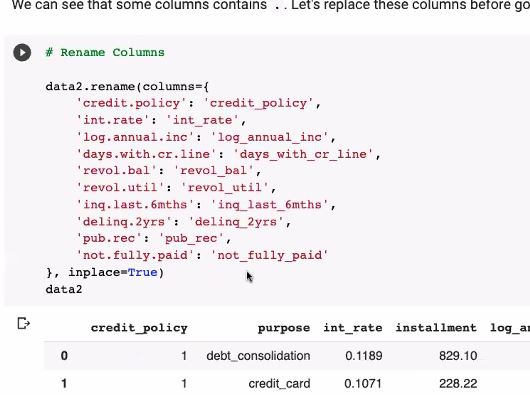 We can see that some columns contains . . Let's replace these columns before go
# Rename Columns
data2.rename(columns={
'credit.policy': 'credit_policy',
'int.rate': 'int_rate',
'log.annual.inc': 'log_annual_inc',
'days.with.cr.line': 'days_with_cr_line',
'revol.bal': 'revol_bal',
'revol.util': 'revol_util',
'inq.last.6mths': 'inq_last_6mths',
'delinq.2yrs': 'delinq_2yrs',
'pub.rec': 'pub_rec',
'not.fully.paid': 'not_fully_paid'
}, inplace=True)
data2
credit_policy purpose int_rate installment log_an
0 1 debt_consolidation 0.1189 829.10
1 1 credit_card 0.1071 228.22